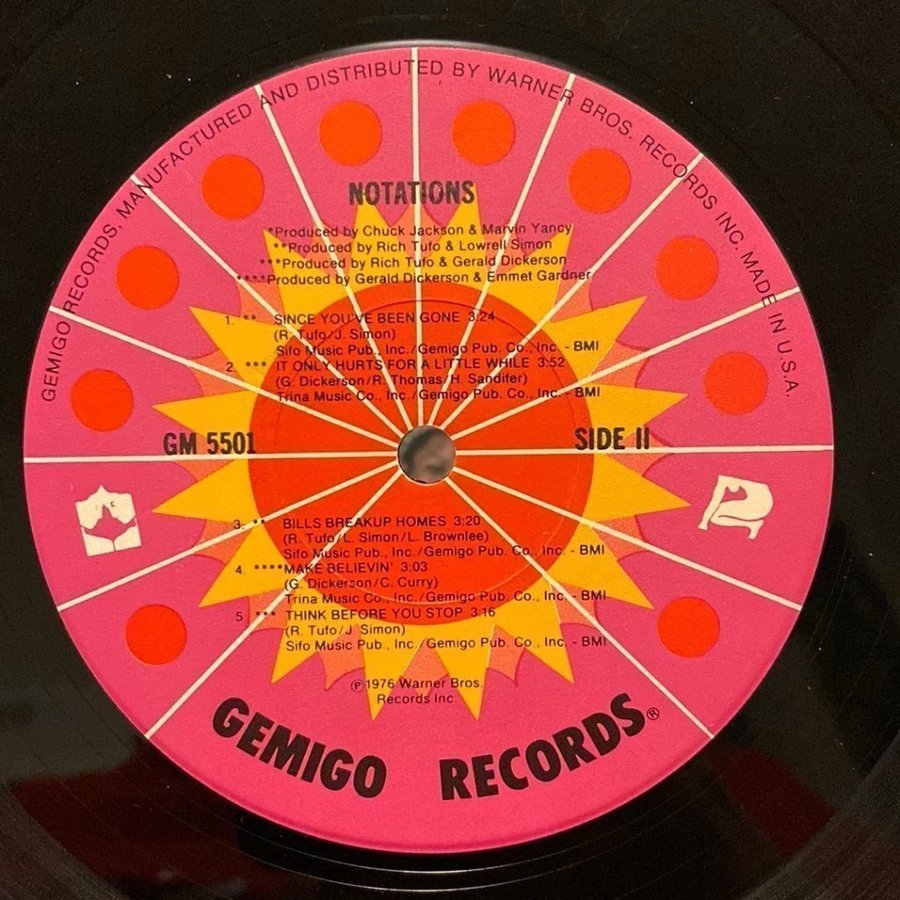 GEMIGO RECORDS, MANUFACTURED AND DISTRIBUTED BY WARNER BROS. RECORDS INC. MADE IN U.S.A.
NOTATIONS
*Produced by Chuck Jackson & Marvin Yancy
**Produced by Rich Tufo & Lowrell Simon
***Produced by Rich Tufo & Gerald Dickerson
****Produced by Gerald Dickerson & Emmet Gardner
1. ** SINCE YOU'VE BEEN GONE 3:24
(R. Tufo/J. Simon)
Sifo Music Pub., Inc./Gemigo Pub. Co., Inc. - BMI
2. *** IT ONLY HURTS FOR A LITTLE WHILE 3:52
(G. Dickerson/R. Thomas/H. Sandifer)
Trina Music Co., Inc./Gemigo Pub. Co., Inc. - BMI
GM 5501
SIDE II
3. ** BILLS BREAKUP HOMES 3:20
(R. Tufo/L. Simon/L. Brownlee)
Sifo Music Pub., Inc./Gemigo Pub. Co., Inc. - BMI
4. ****MAKE BELIEVIN' 3:03
(G. Dickerson/C. Curry)
Trina Music Co., Inc./Gemigo Pub. Co., Inc. - BMI
5. *** THINK BEFORE YOU STOP 3:16
(R. Tufo/J. Simon)
Sifo Music Pub., Inc./Gemigo Pub. Co., Inc. - BMI
℗1976 Warner Bros.
Records Inc.
GEMIGO RECORDS®